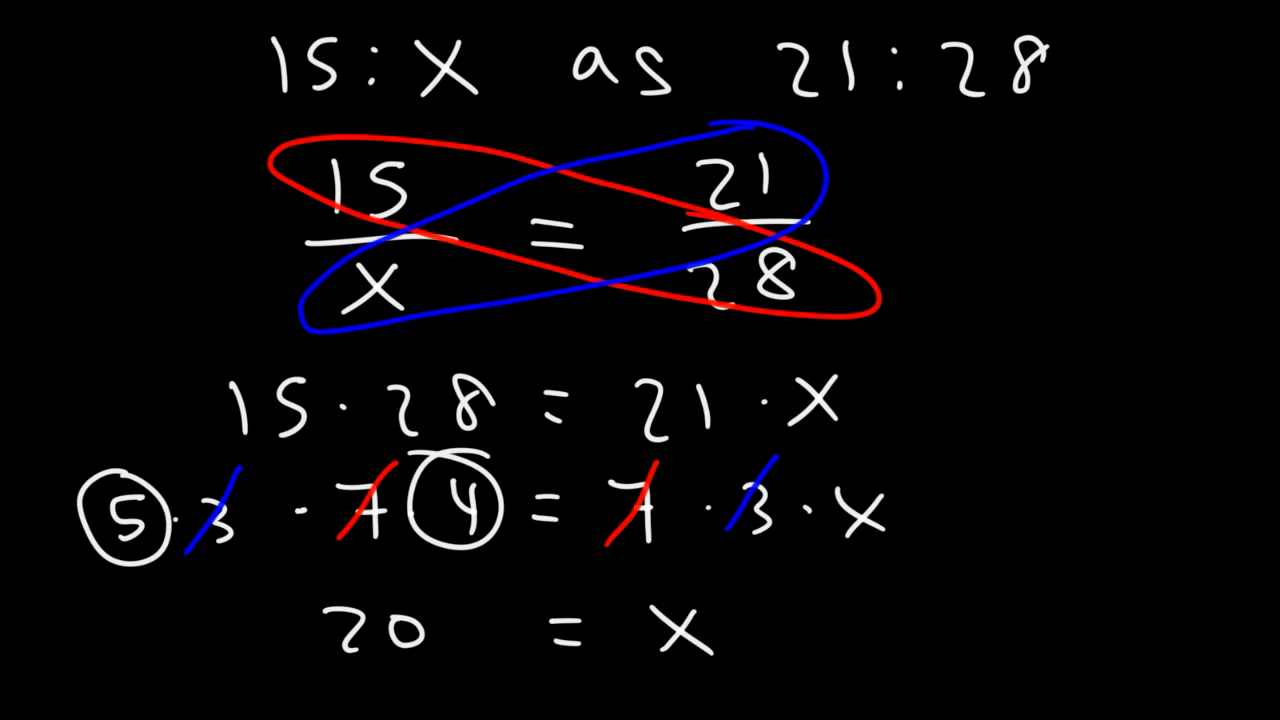 15 : X as 21 : 28
15/X = 21/28
15 · 28 = 21 · X
5 · 3 · 7 · 4 = 7 · 3 · X
20 = X